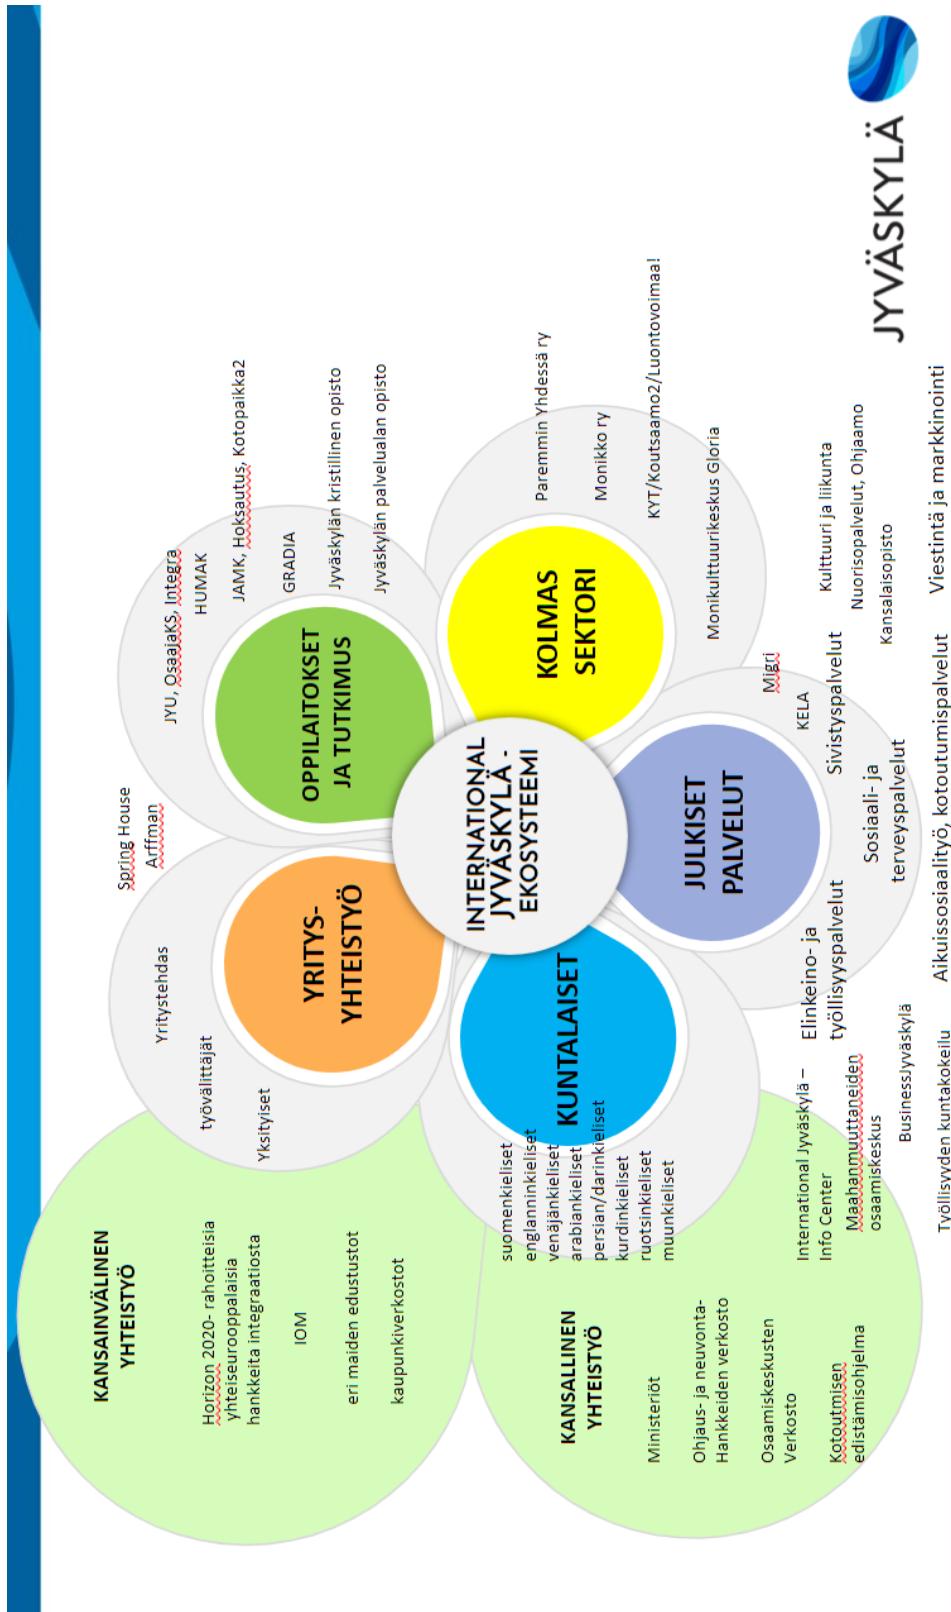 KANSAINVÄLINEN
YHTEISTYÖ
Horizon 2020- rahoitteisia
yhteiseurooppalaisia
hankkeita integraatiosta
IOM
eri maiden edustustot
kaupunkiverkostot
KANSALLINEN
YHTEISTYÖ
Ministeriöt
Ohjaus- ja neuvonta-
Hankkeiden verkosto
Osaamiskeskusten
Verkosto
Kotoutmisen
edistämisohjelma
YRITYS-
YHTEISTYÖ
Yritystehdas
työvälittäjät
Yksityiset
Spring House
Arffman
OPPILAITOKSET
JA TUTKIMUS
JYU, OsaajaKS, Integra
HUMAK
JAMK, Hoksautus, Kotopaikka2
GRADIA
Jyväskylän kristillinen opisto
Jyväskylän palvelualan opisto
INTERNATIONAL
JYVÄSKYLÄ -
EKOSYSTEEMI
KUNTALAISET
suomenkieliset
englanninkieliset
venäjänkieliset
arabiankieliset
persian/darinkieliset
kurdinkieliset
ruotsinkieliset
muunkieliset
KOLMAS
SEKTORI
Paremmin Yhdessä ry
Monikko ry
KYT/Koutsaamo2/Luontovoimaa!
Monikulttuurikeskus Gloria
JULKISET
PALVELUT
Migri
KELA
Sivistyspalvelut
Sosiaali- ja
terveyspalvelut
Elinkeino- ja
työllisyyspalvelut
Kulttuuri ja liikunta
Nuorisopalvelut, Ohjaamo
Kansalaisopisto
International Jyväskylä –
Info Center
Maahanmuuttaneiden
osaamiskeskus
BusinessJyväskylä
Työllisyyden kuntakokeilu
Aikuissosiaalityö, kotoutumispalvelut
Viestintä ja markkinointi
JYVÄSKYLÄ